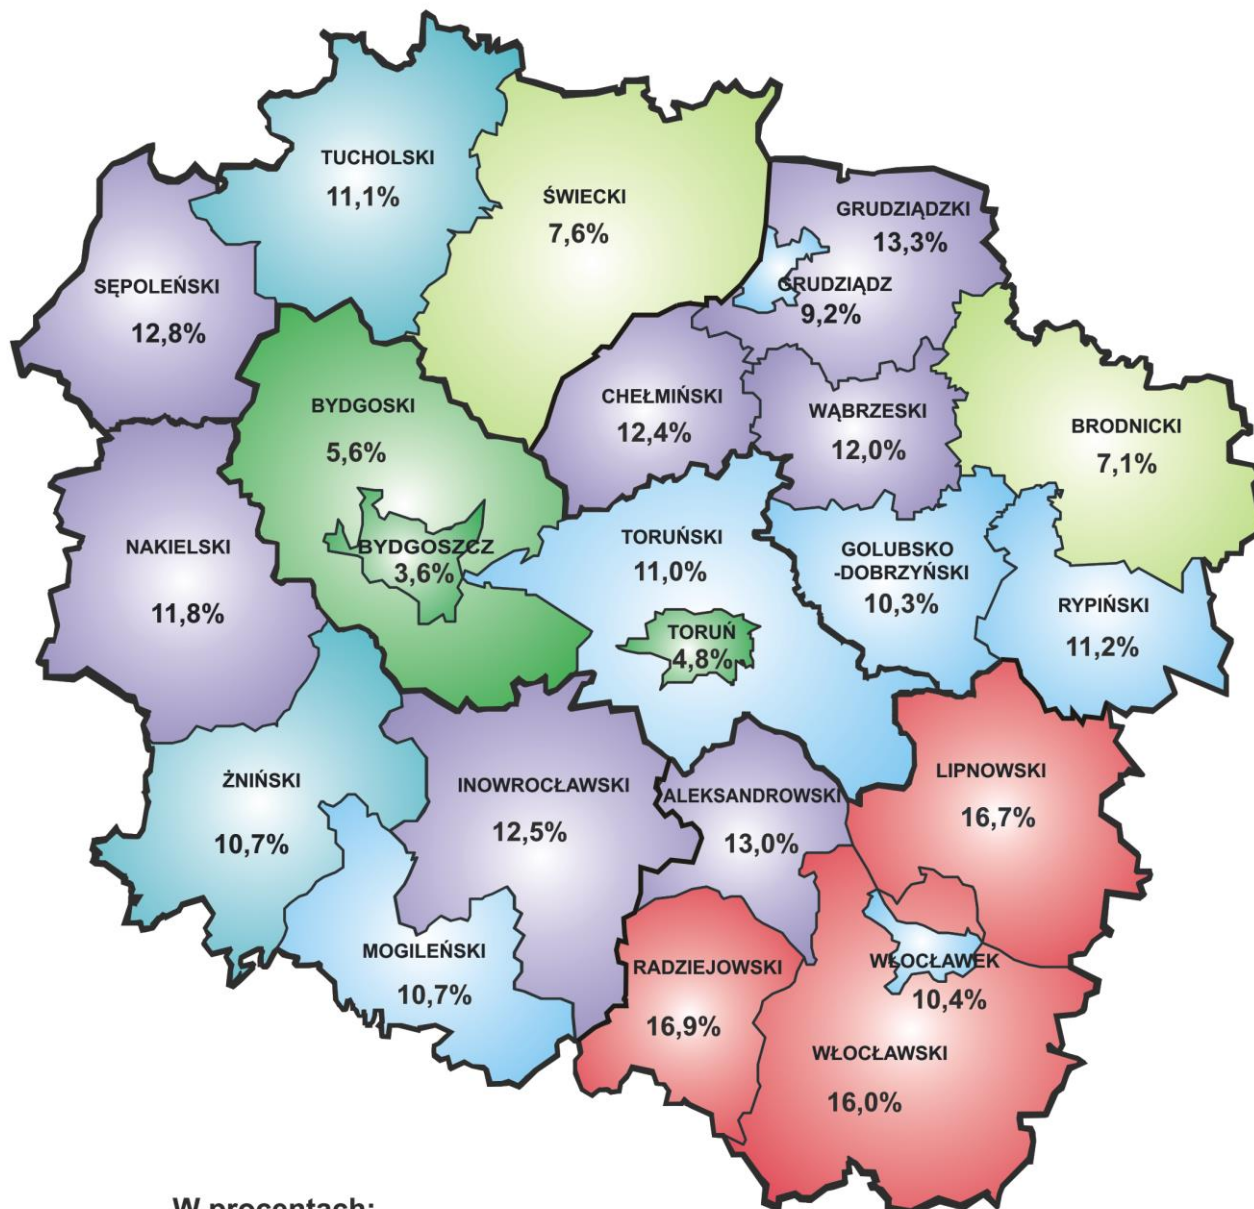 TUCHOLSKI
11,1%
ŚWIECKI
7,6%
GRUDZIĄDZKI
13,3%
GRUDZIĄDZ
9,2%
SĘPOLEŃSKI
12,8%
BYDGOSKI
5,6%
CHEŁMIŃSKI
12,4%
WĄBRZESKI
12,0%
BRODNICKI
7,1%
NAKIELSKI
11,8%
BYDGOSZCZ
3,6%
TORUŃSKI
11,0%
GOLUBSKO
-DOBRZYŃSKI
10,3%
RYPIŃSKI
11,2%
TORUŃ
4,8%
ŻNIŃSKI
10,7%
INOWROCŁAWSKI
12,5%
ALEKSANDROWSKI
13,0%
LIPNOWSKI
16,7%
MOGILEŃSKI
10,7%
RADZIEJOWSKI
16,9%
WŁOCŁAWEK
10,4%
WŁOCŁAWSKI
16,0%
W procentach: